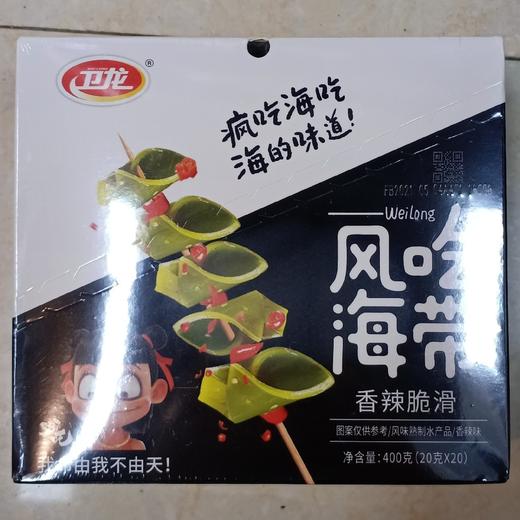 卫龙®
疯吃海吃
海的味道!
FB2021 05
Weilong
风吃
海带
香辣脆滑
图案仅供参考/风味熟制水产品/香辣味
净含量:400克(20克X20)
我命由我不由天!